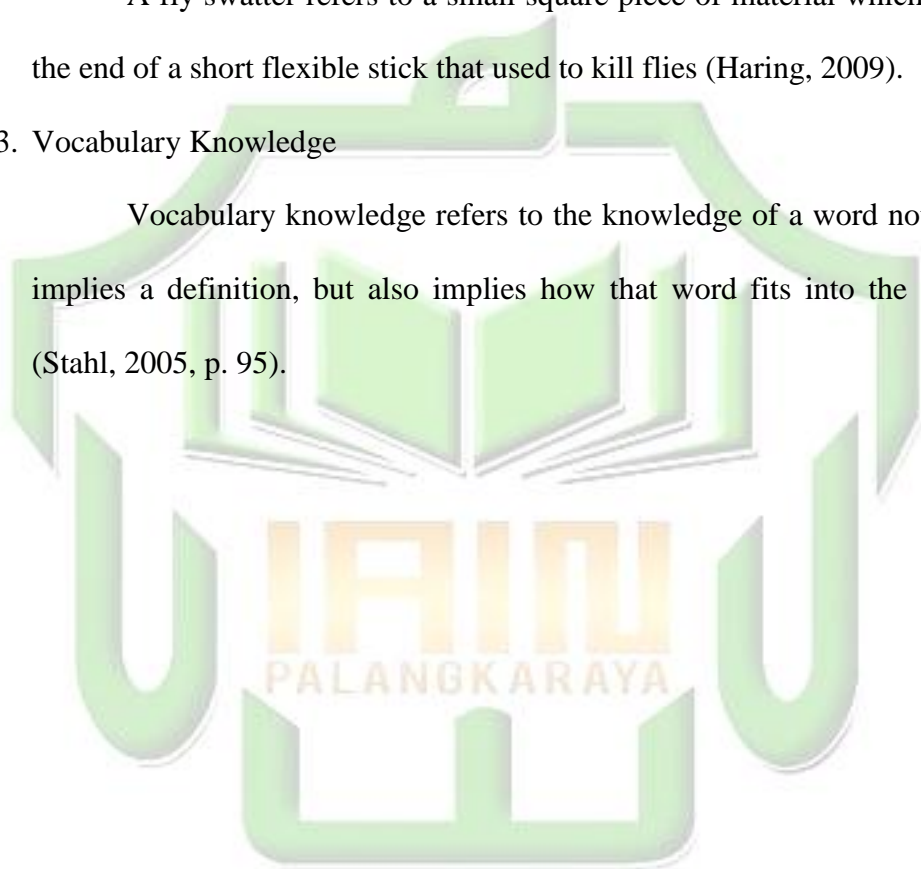 A fly swatter refers to a small square piece of material which
the end of a short flexible stick that used to kill flies (Haring, 2009).
3. Vocabulary Knowledge
Vocabulary knowledge refers to the knowledge of a word
implies a definition, but also implies how that word fits into the
(Stahl, 2005, p. 95).
IAIN
PALANGKARAYA